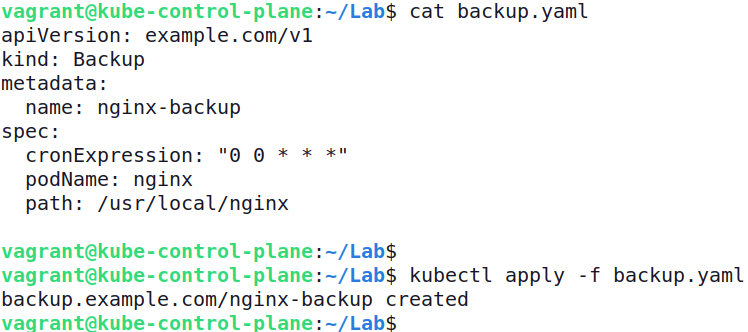 vagrant@kube-control-plane:~/Lab$ cat backup.yaml
apiVersion: example.com/v1
kind: Backup
metadata:
  name: nginx-backup
spec:
  cronExpression: "0 0 * * *"
  podName: nginx
  path: /usr/local/nginx

vagrant@kube-control-plane:~/Lab$
vagrant@kube-control-plane:~/Lab$ kubectl apply -f backup.yaml
backup.example.com/nginx-backup created
vagrant@kube-control-plane:~/Lab$